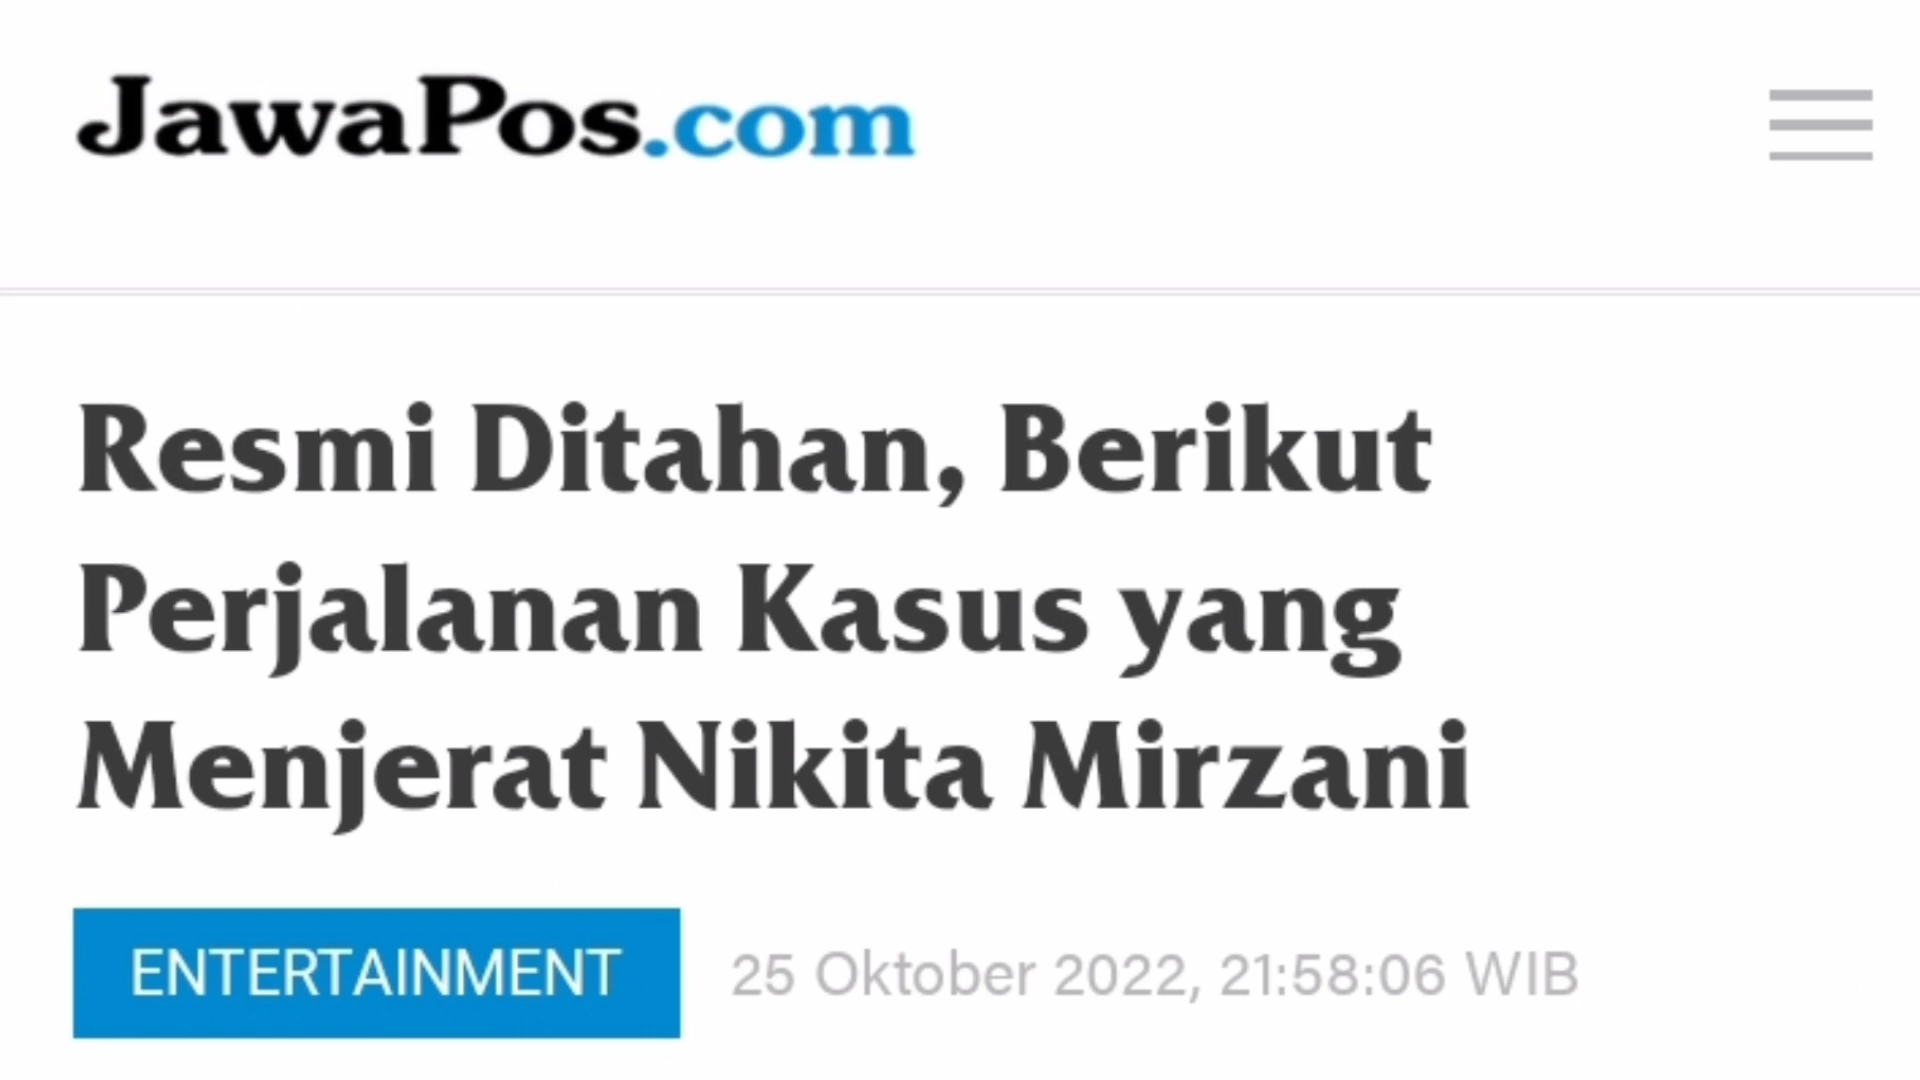 JawaPos.com
Resmi Ditahan, Berikut
Perjalanan Kasus yang
Menjerat Nikita Mirzani
ENTERTAINMENT 25 Oktober 2022, 21:58:06 WIB